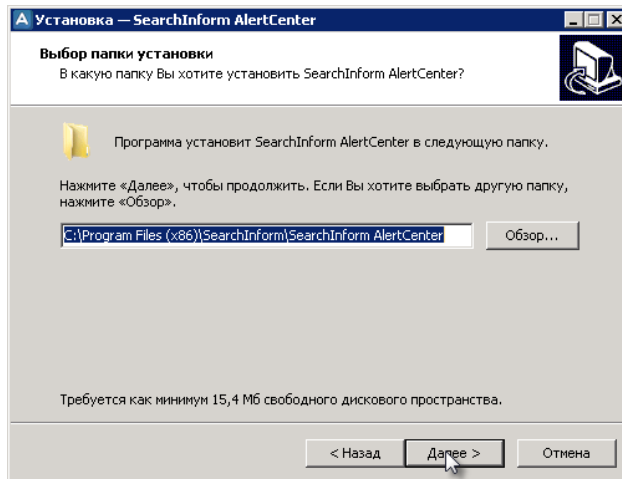 Установка — SearchInform AlertCenter
Выбор папки установки
В какую папку Вы хотите установить SearchInform AlertCenter?
Программа установит SearchInform AlertCenter в следующую папку.
Нажмите «Далее», чтобы продолжить. Если Вы хотите выбрать другую папку,
нажмите «Обзор».
C:\Program Files (x86)\SearchInform\SearchInform AlertCenter
Обзор...
Требуется как минимум 15,4 Мб свободного дискового пространства.
< Назад
Далее >
Отмена